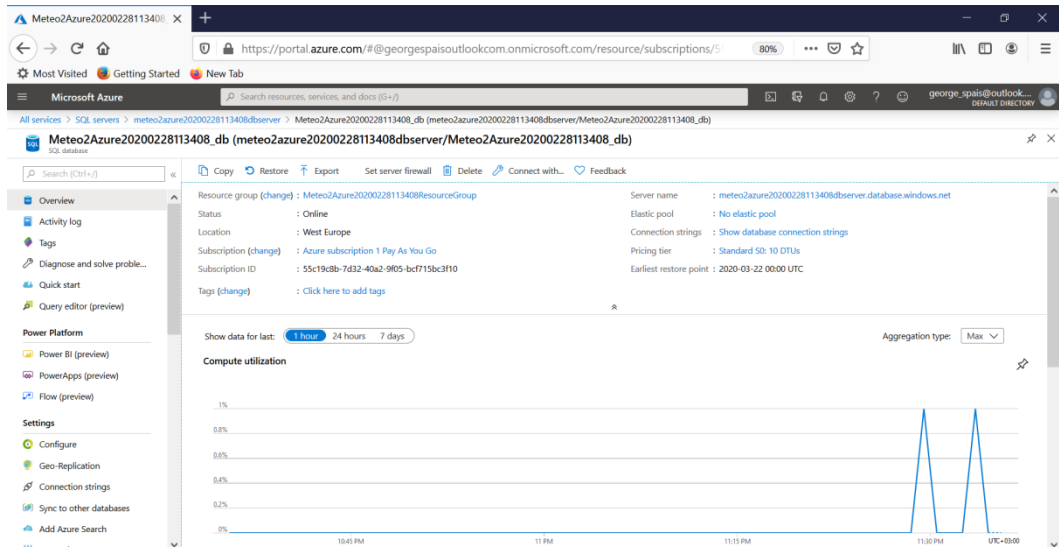 Meteo2Azure20200228113408
https://portal.azure.com/#@georgespaisoutlookcom.onmicrosoft.com/resource/subscriptions/5
80%
Most Visited Getting Started New Tab
Microsoft Azure
Search resources, services, and docs (G+/)
george_spais@outlook....
DEFAULT DIRECTORY
All services > SQL servers > meteo2azure20200228113408dbserver > Meteo2Azure20200228113408_db (meteo2azure20200228113408dbserver/Meteo2Azure20200228113408_db)
Meteo2Azure20200228113408_db (meteo2azure20200228113408dbserver/Meteo2Azure20200228113408_db)
SQL database
Search (Ctrl+/)
Copy Restore Export Set server firewall Delete Connect with... Feedback
Overview
Activity log
Tags
Diagnose and solve proble...
Quick start
Query editor (preview)
Power Platform
Power BI (preview)
PowerApps (preview)
Flow (preview)
Settings
Configure
Geo-Replication
Connection strings
Sync to other databases
Add Azure Search
Resource group (change) : Meteo2Azure20200228113408ResourceGroup
Status : Online
Location : West Europe
Subscription (change) : Azure subscription 1 Pay As You Go
Subscription ID : 55c19c8b-7d32-40a2-9f05-bcf715bc3f10
Tags (change) : Click here to add tags
Server name : meteo2azure20200228113408dbserver.database.windows.net
Elastic pool : No elastic pool
Connection strings : Show database connection strings
Pricing tier : Standard S0: 10 DTUs
Earliest restore point : 2020-03-22 00:00 UTC
Show data for last: 1 hour 24 hours 7 days
Aggregation type: Max
Compute utilization
1%
0.8%
0.6%
0.4%
0.2%
0%
10:45 PM 11 PM 11:15 PM 11:30 PM UTC+03:00